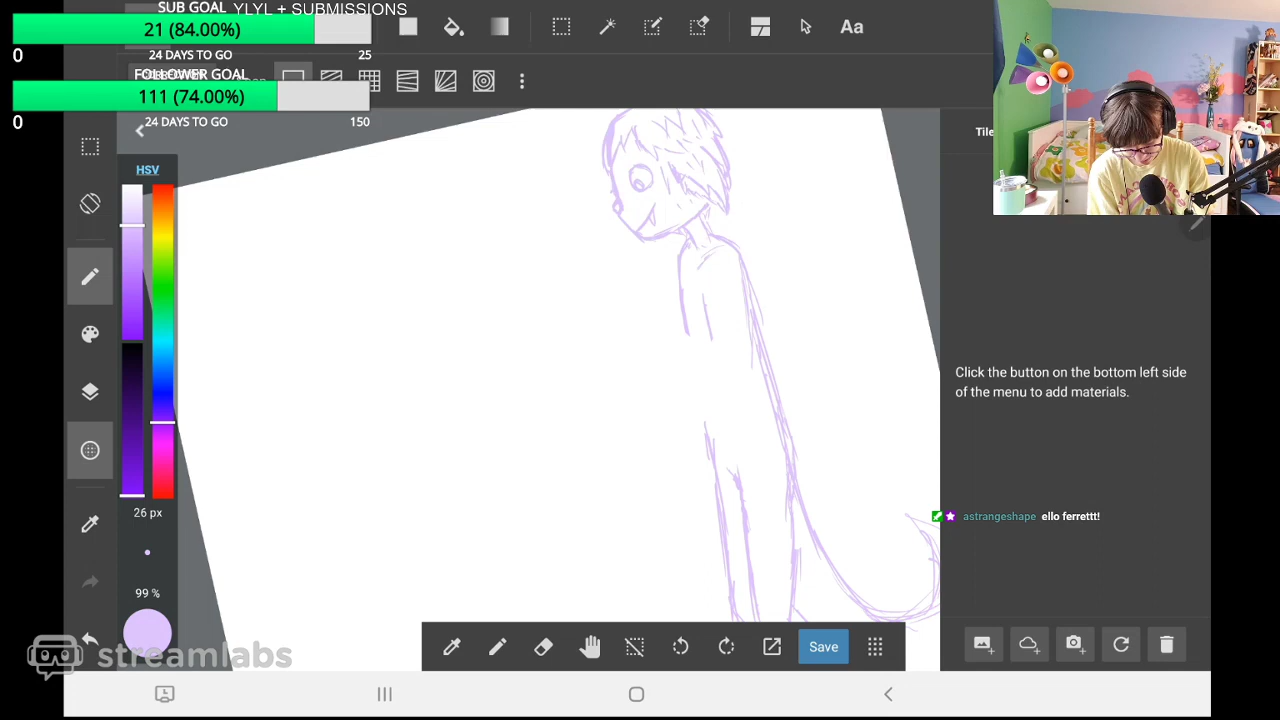 SUB GOAL
YLYL + SUBMISSIONS
21 (84.00%)
0
24 DAYS TO GO
25
FOLLOWER GOAL
111 (74.00%)
0
24 DAYS TO GO
150
Aa
HSV
26 px
99 %
Tile
Click the button on the bottom left side
of the menu to add materials.
astrangeshape ello ferrettt!
Save
streamlabs